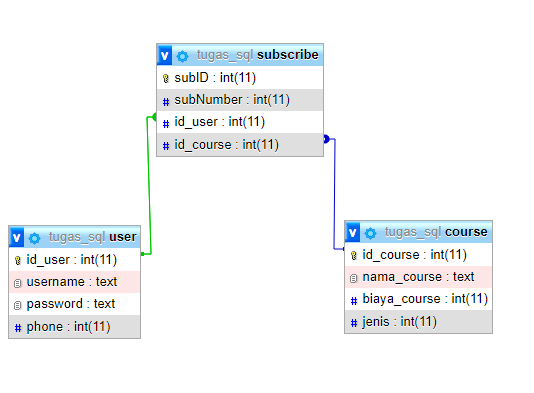 v tugas_sql subscribe
subID : int(11)
# subNumber : int(11)
# id_user : int(11)
# id_course : int(11)
v tugas_sql user
id_user : int(11)
username : text
password : text
# phone : int(11)
v tugas_sql course
id_course : int(11)
nama_course : text
# biaya_course : int(11)
# jenis : int(11)